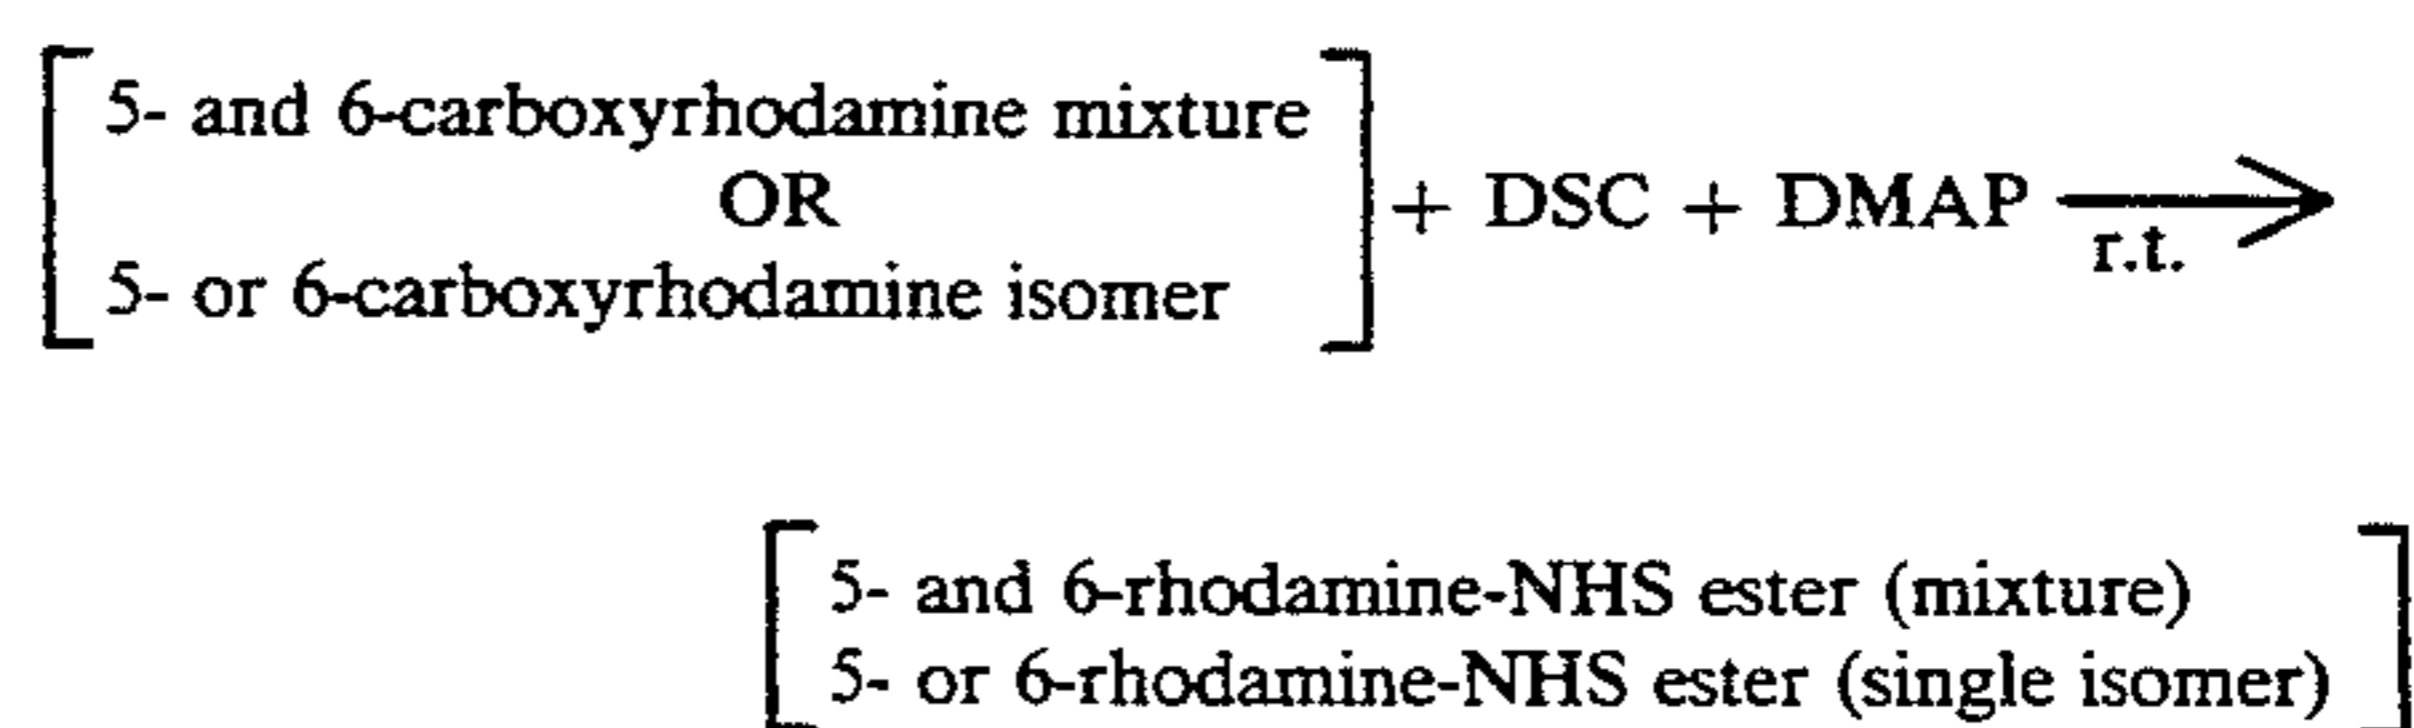 5- and 6-carboxyrhodamine mixture
OR
5- or 6-carboxyrhodamine isomer
+ DSC + DMAP
r.t.
5- and 6-rhodamine-NHS ester (mixture)
5- or 6-rhodamine-NHS ester (single isomer)